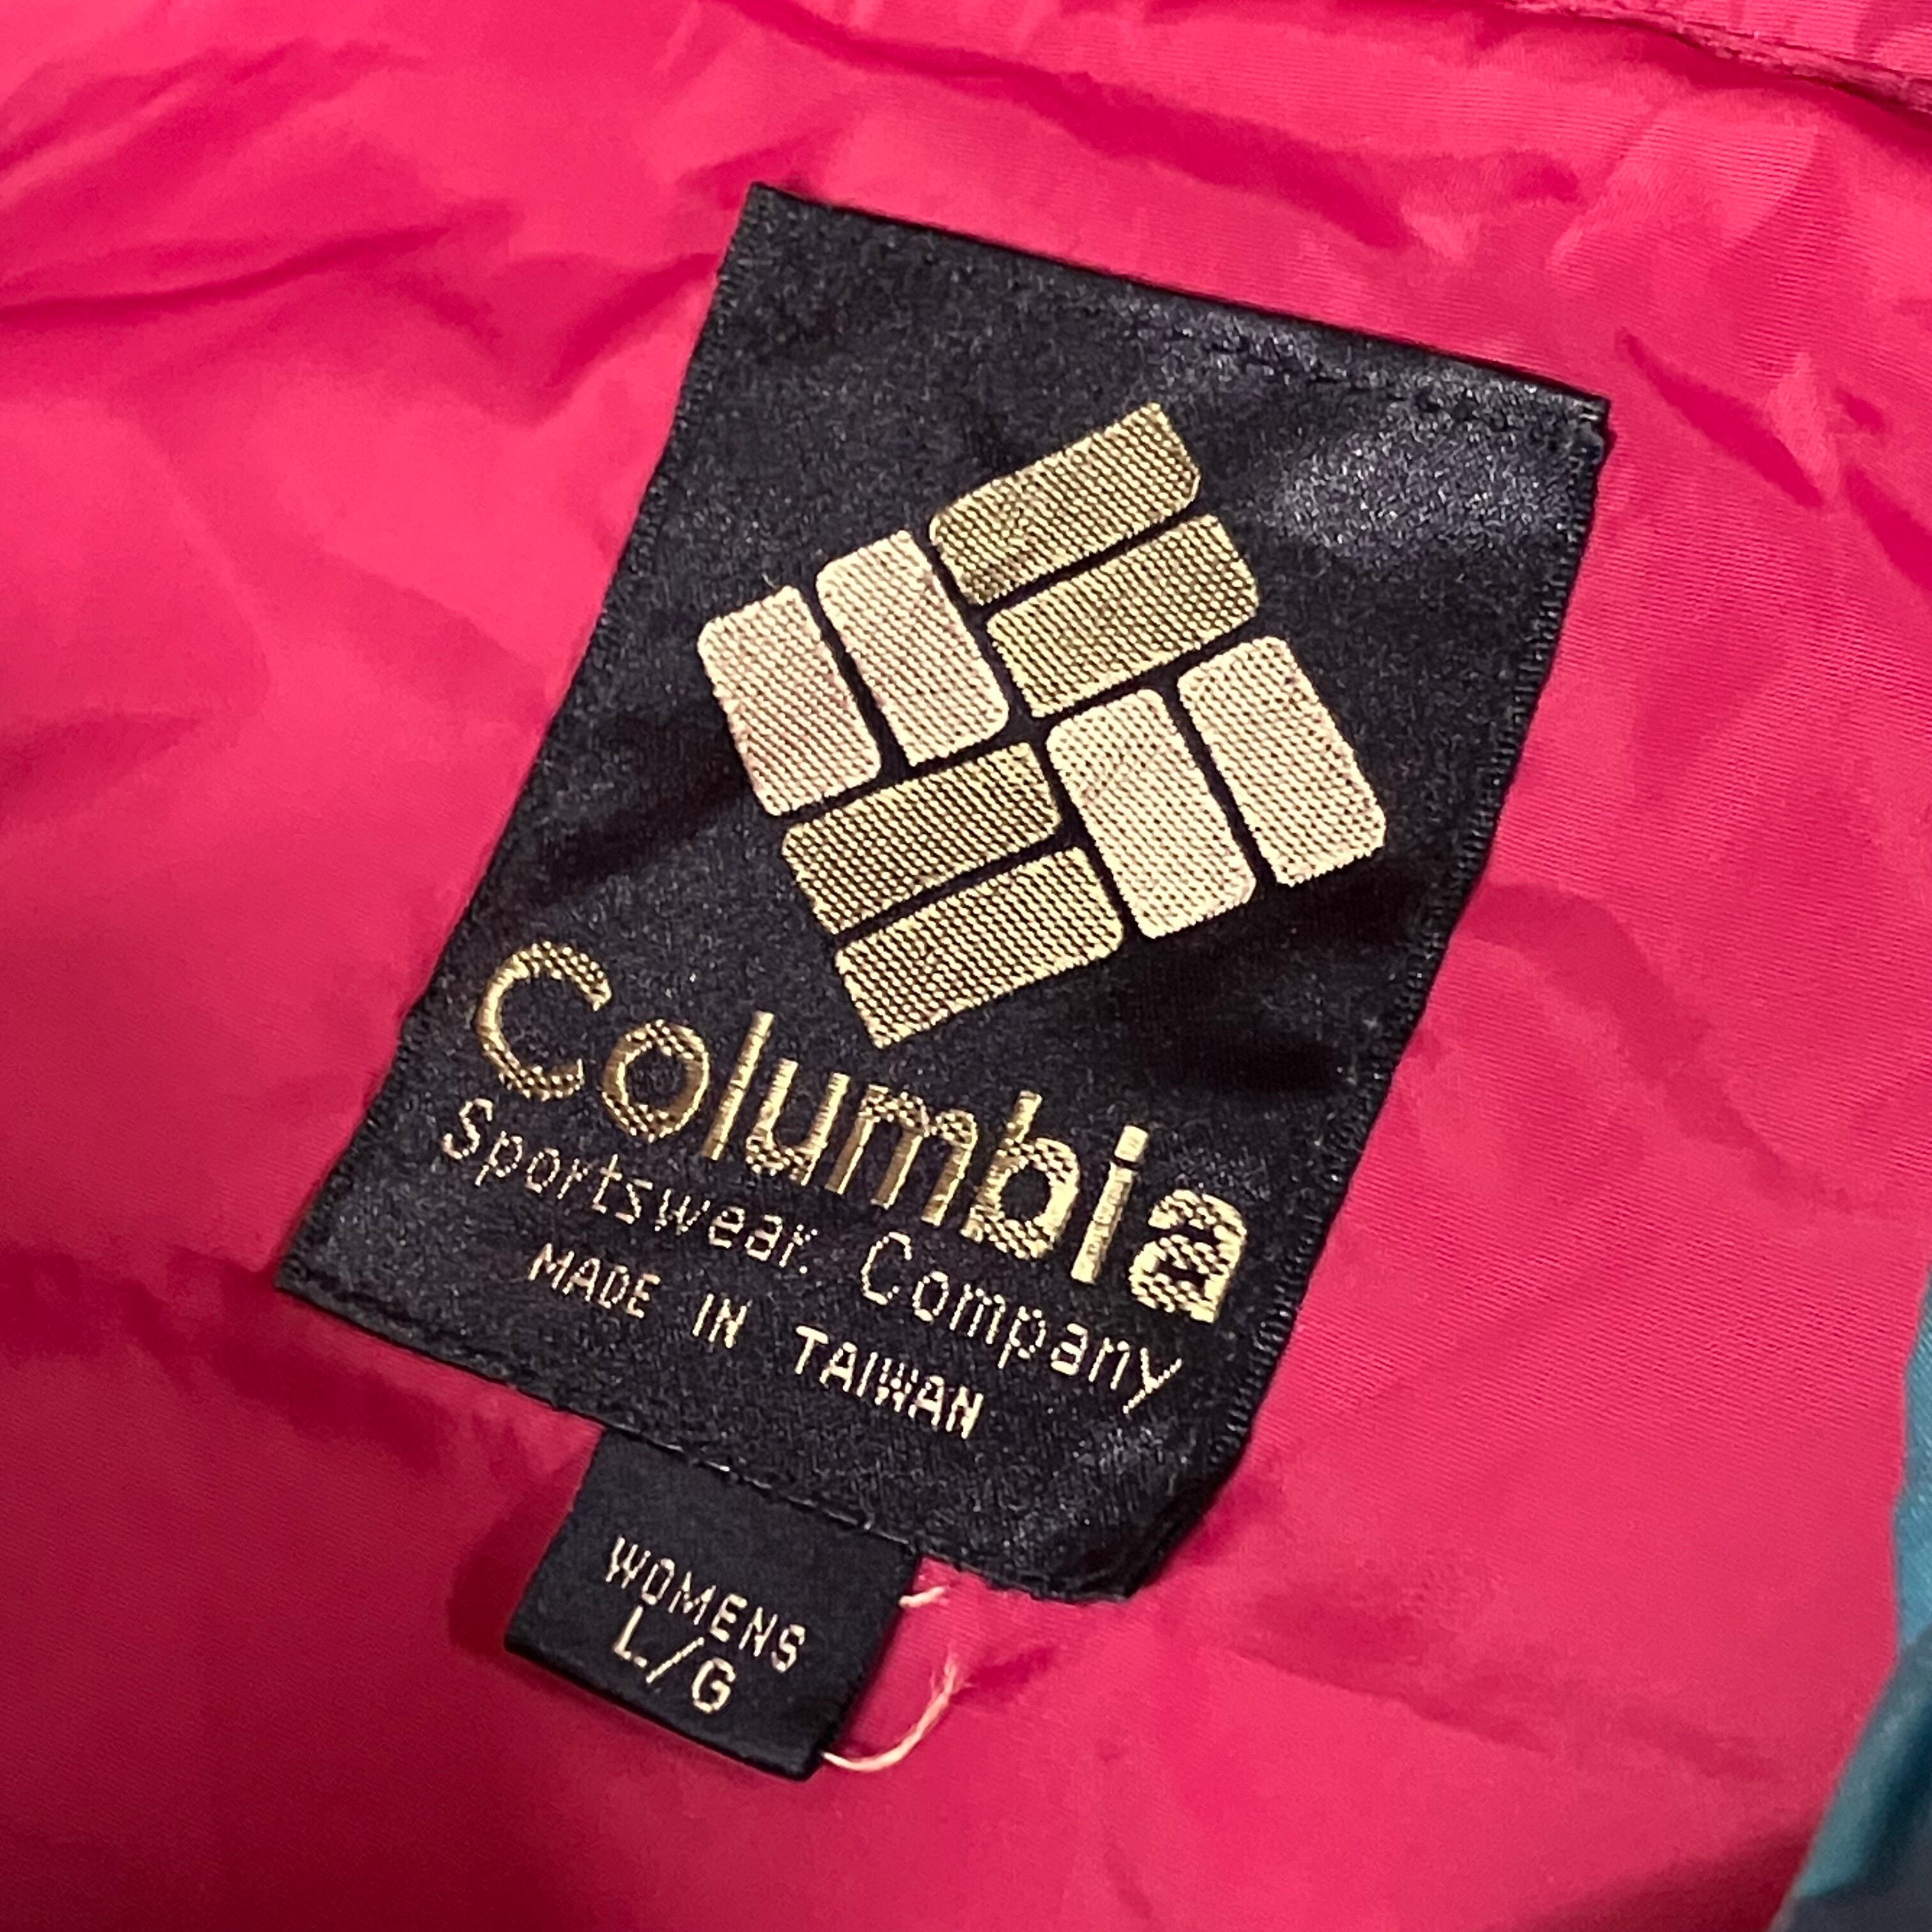 Columbia
Sportswear Company
MADE IN TAIWAN
WOMENS
L/G